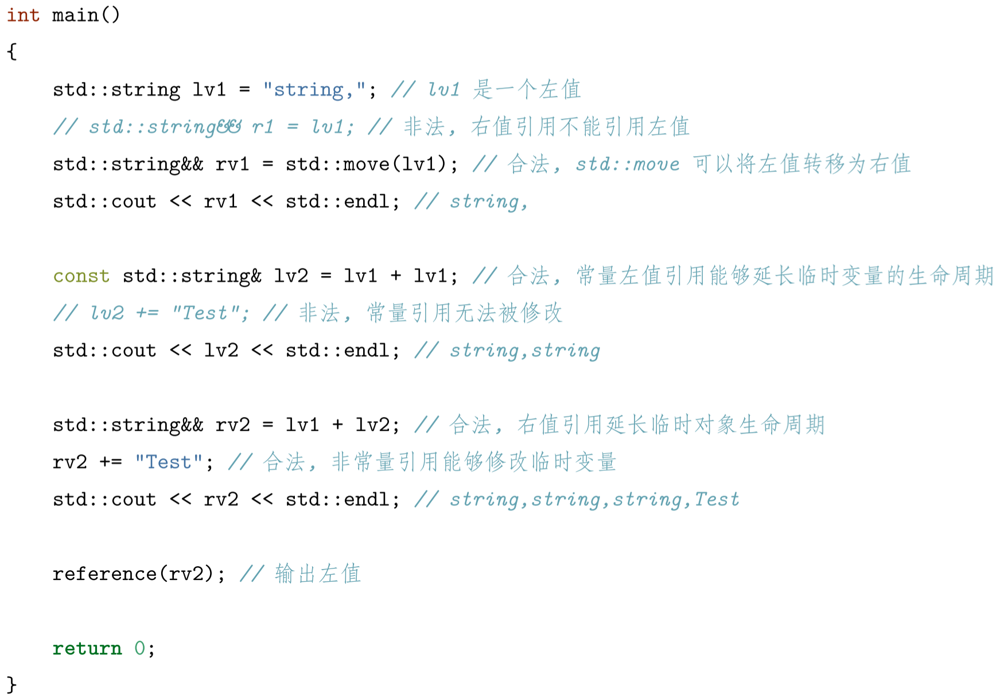 int main()
{
    std::string lv1 = "string,"; // lv1 是一个左值
    // std::string&& r1 = lv1; // 非法, 右值引用不能引用左值
    std::string&& rv1 = std::move(lv1); // 合法, std::move 可以将左值转移为右值
    std::cout << rv1 << std::endl; // string,
    const std::string& lv2 = lv1 + lv1; // 合法, 常量左值引用能够延长临时变量的生命周期
    // lv2 += "Test"; // 非法, 常量引用无法被修改
    std::cout << lv2 << std::endl; // string,string
    std::string&& rv2 = lv1 + lv2; // 合法, 右值引用延长临时对象生命周期
    rv2 += "Test"; // 合法, 非常量引用能够修改临时变量
    std::cout << rv2 << std::endl; // string,string,string,Test
    reference(rv2); // 输出左值
    return 0;
}